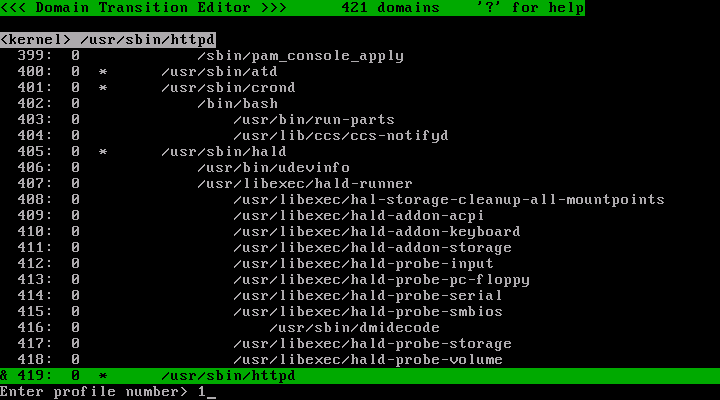 <<< Domain Transition Editor >>>      421 domains    '?' for help
<kernel> /usr/sbin/httpd
399:  0             /sbin/pam_console_apply
400:  0  *      /usr/sbin/atd
401:  0  *      /usr/sbin/crond
402:  0             /bin/bash
403:  0                 /usr/bin/run-parts
404:  0                 /usr/lib/ccs/ccs-notifyd
405:  0  *      /usr/sbin/hald
406:  0             /usr/bin/udevinfo
407:  0             /usr/libexec/hald-runner
408:  0                 /usr/libexec/hal-storage-cleanup-all-mountpoints
409:  0                 /usr/libexec/hald-addon-acpi
410:  0                 /usr/libexec/hald-addon-keyboard
411:  0                 /usr/libexec/hald-addon-storage
412:  0                 /usr/libexec/hald-probe-input
413:  0                 /usr/libexec/hald-probe-pc-floppy
414:  0                 /usr/libexec/hald-probe-serial
415:  0                 /usr/libexec/hald-probe-smbios
416:  0                     /usr/sbin/dmidecode
417:  0                 /usr/libexec/hald-probe-storage
418:  0                 /usr/libexec/hald-probe-volume
& 419:  0  *      /usr/sbin/httpd
Enter profile number> 1_